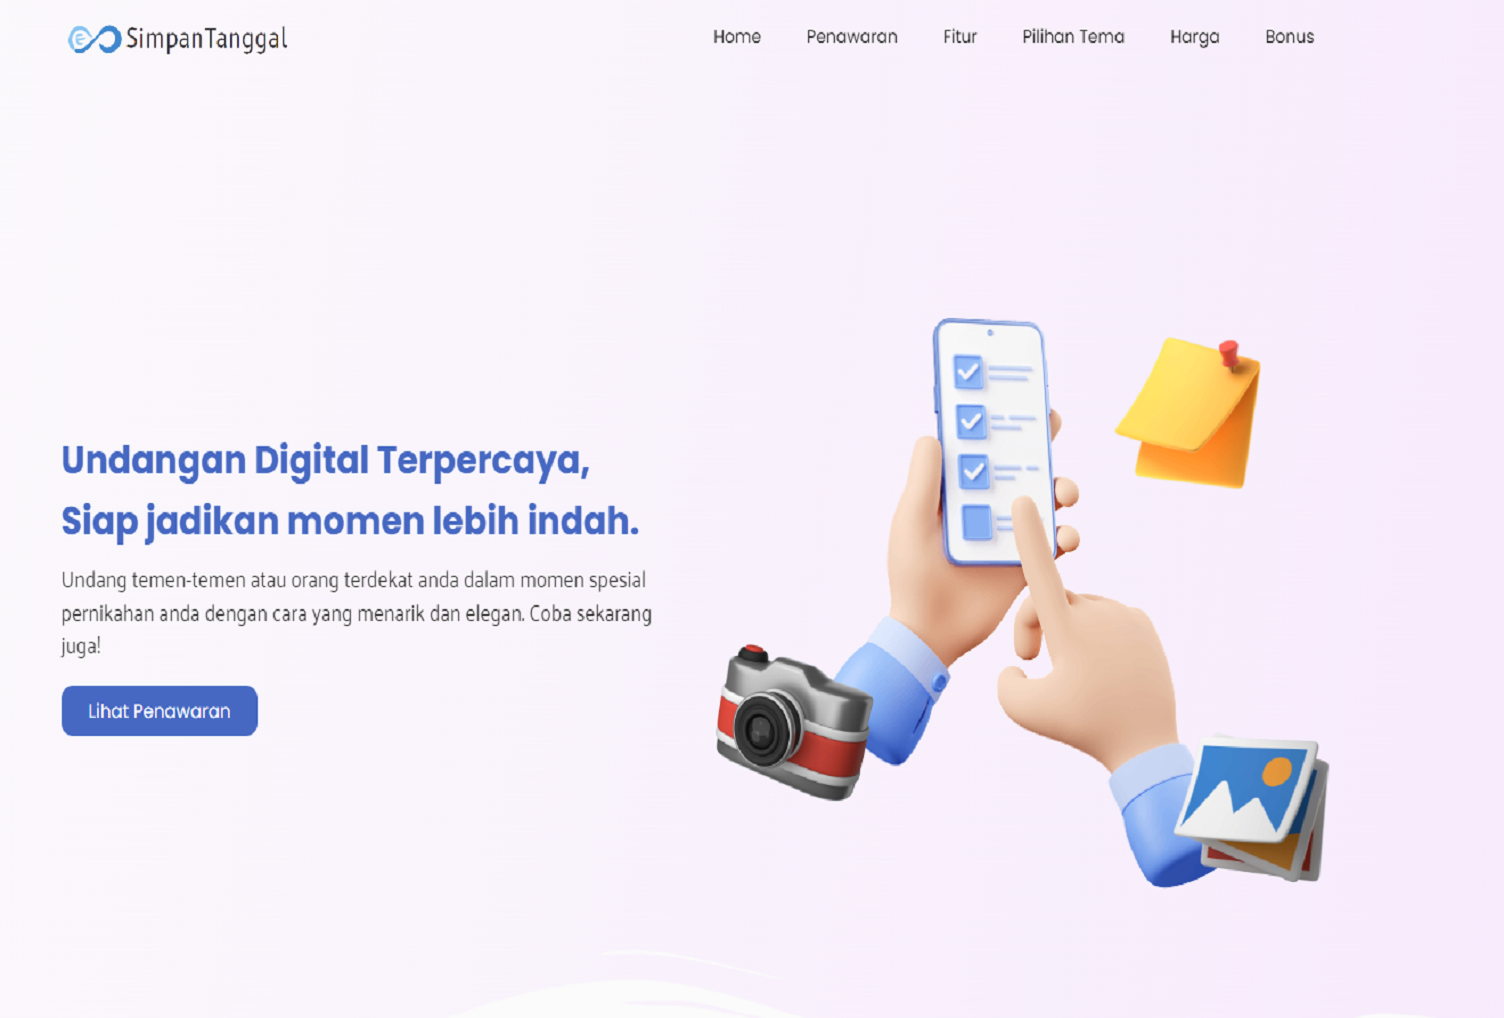 SimpanTanggal
Home Penawaran Fitur Pilihan Tema Harga Bonus
Undangan Digital Terpercaya,
Siap jadikan momen lebih indah.
Undang temen-temen atau orang terdekat anda dalam momen spesial
pernikahan anda dengan cara yang menarik dan elegan. Coba sekarang
juga!
Lihat Penawaran